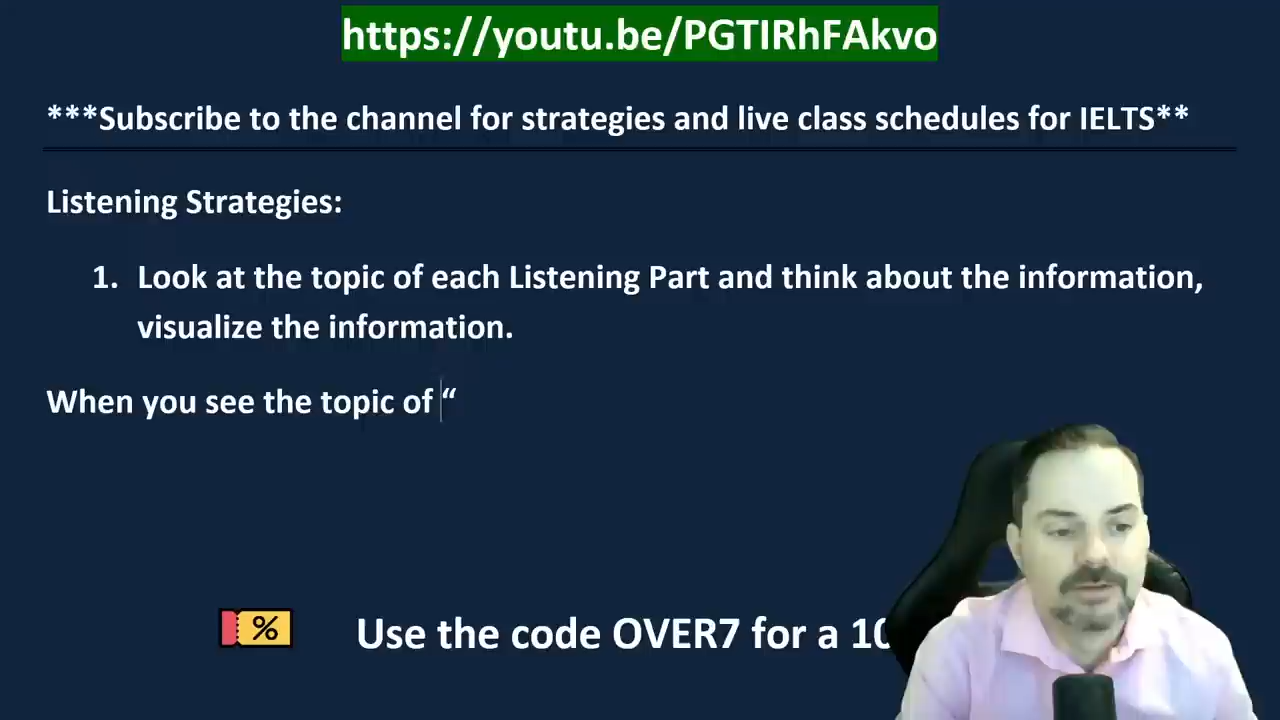 https://youtu.be/PGTIRhFAkvo
***Subscribe to the channel for strategies and live class schedules for IELTS**
Listening Strategies:
1. Look at the topic of each Listening Part and think about the information,
visualize the information.
When you see the topic of “
% Use the code OVER7 for a 10